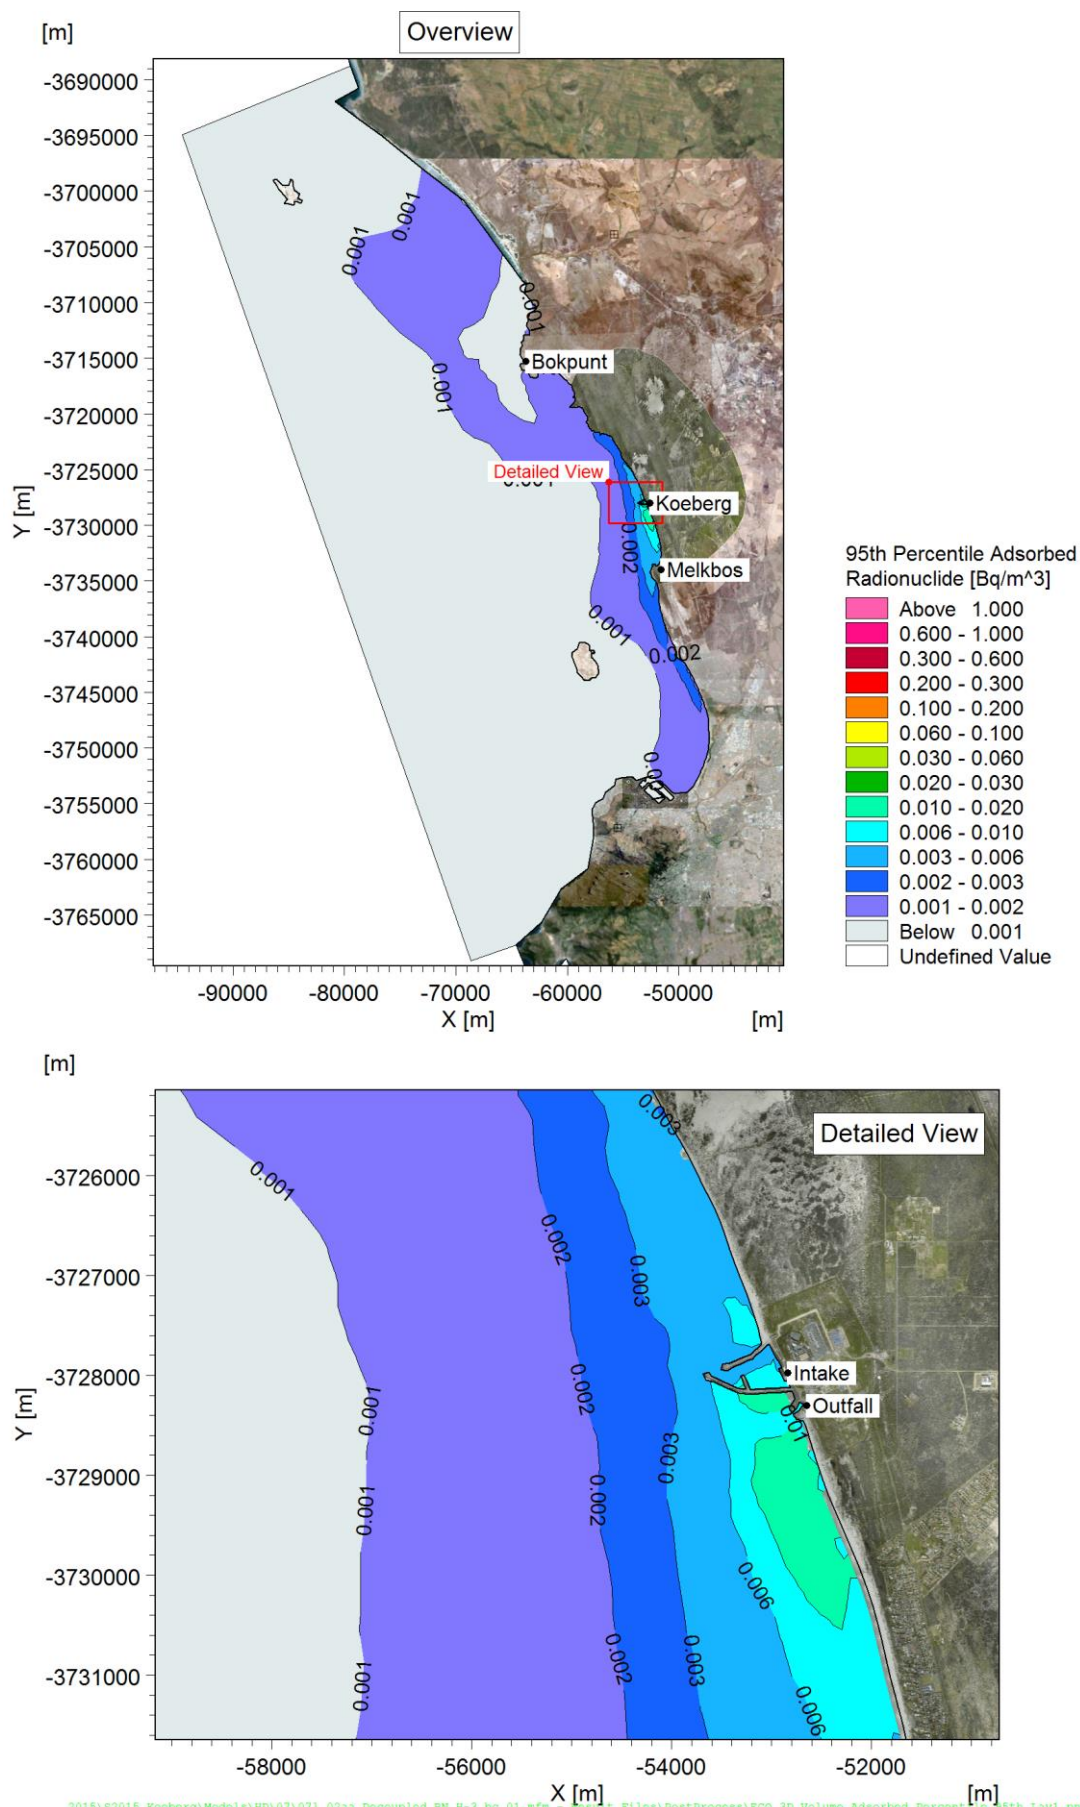 [m]
Overview
-3690000
-3695000
-3700000
-3705000
-3710000
-3715000
-3720000
-3725000
-3730000
-3735000
-3740000
-3745000
-3750000
-3755000
-3760000
-3765000
Y [m]
0.001
0.001
0.001
Bokpunt
0.001
Detailed View
0.001
Koeberg
0.002
Melkbos
0.001
0.002
-90000 -80000 -70000 -60000 -50000
X [m] [m]
95th Percentile Adsorbed
Radionuclide [Bq/m^3]
Above 1.000
0.600 - 1.000
0.300 - 0.600
0.200 - 0.300
0.100 - 0.200
0.060 - 0.100
0.030 - 0.060
0.020 - 0.030
0.010 - 0.020
0.006 - 0.010
0.003 - 0.006
0.002 - 0.003
0.001 - 0.002
Below 0.001
Undefined Value
[m]
Detailed View
-3726000
-3727000
-3728000
-3729000
-3730000
-3731000
Y [m]
0.003
0.001
0.002
0.003
Intake
Outfall
0.01
0.002
0.001
0.003
0.002
0.001
0.006
0.003
0.002
0.001
0.006
-58000 -56000 -54000 -52000
X [m] [m]